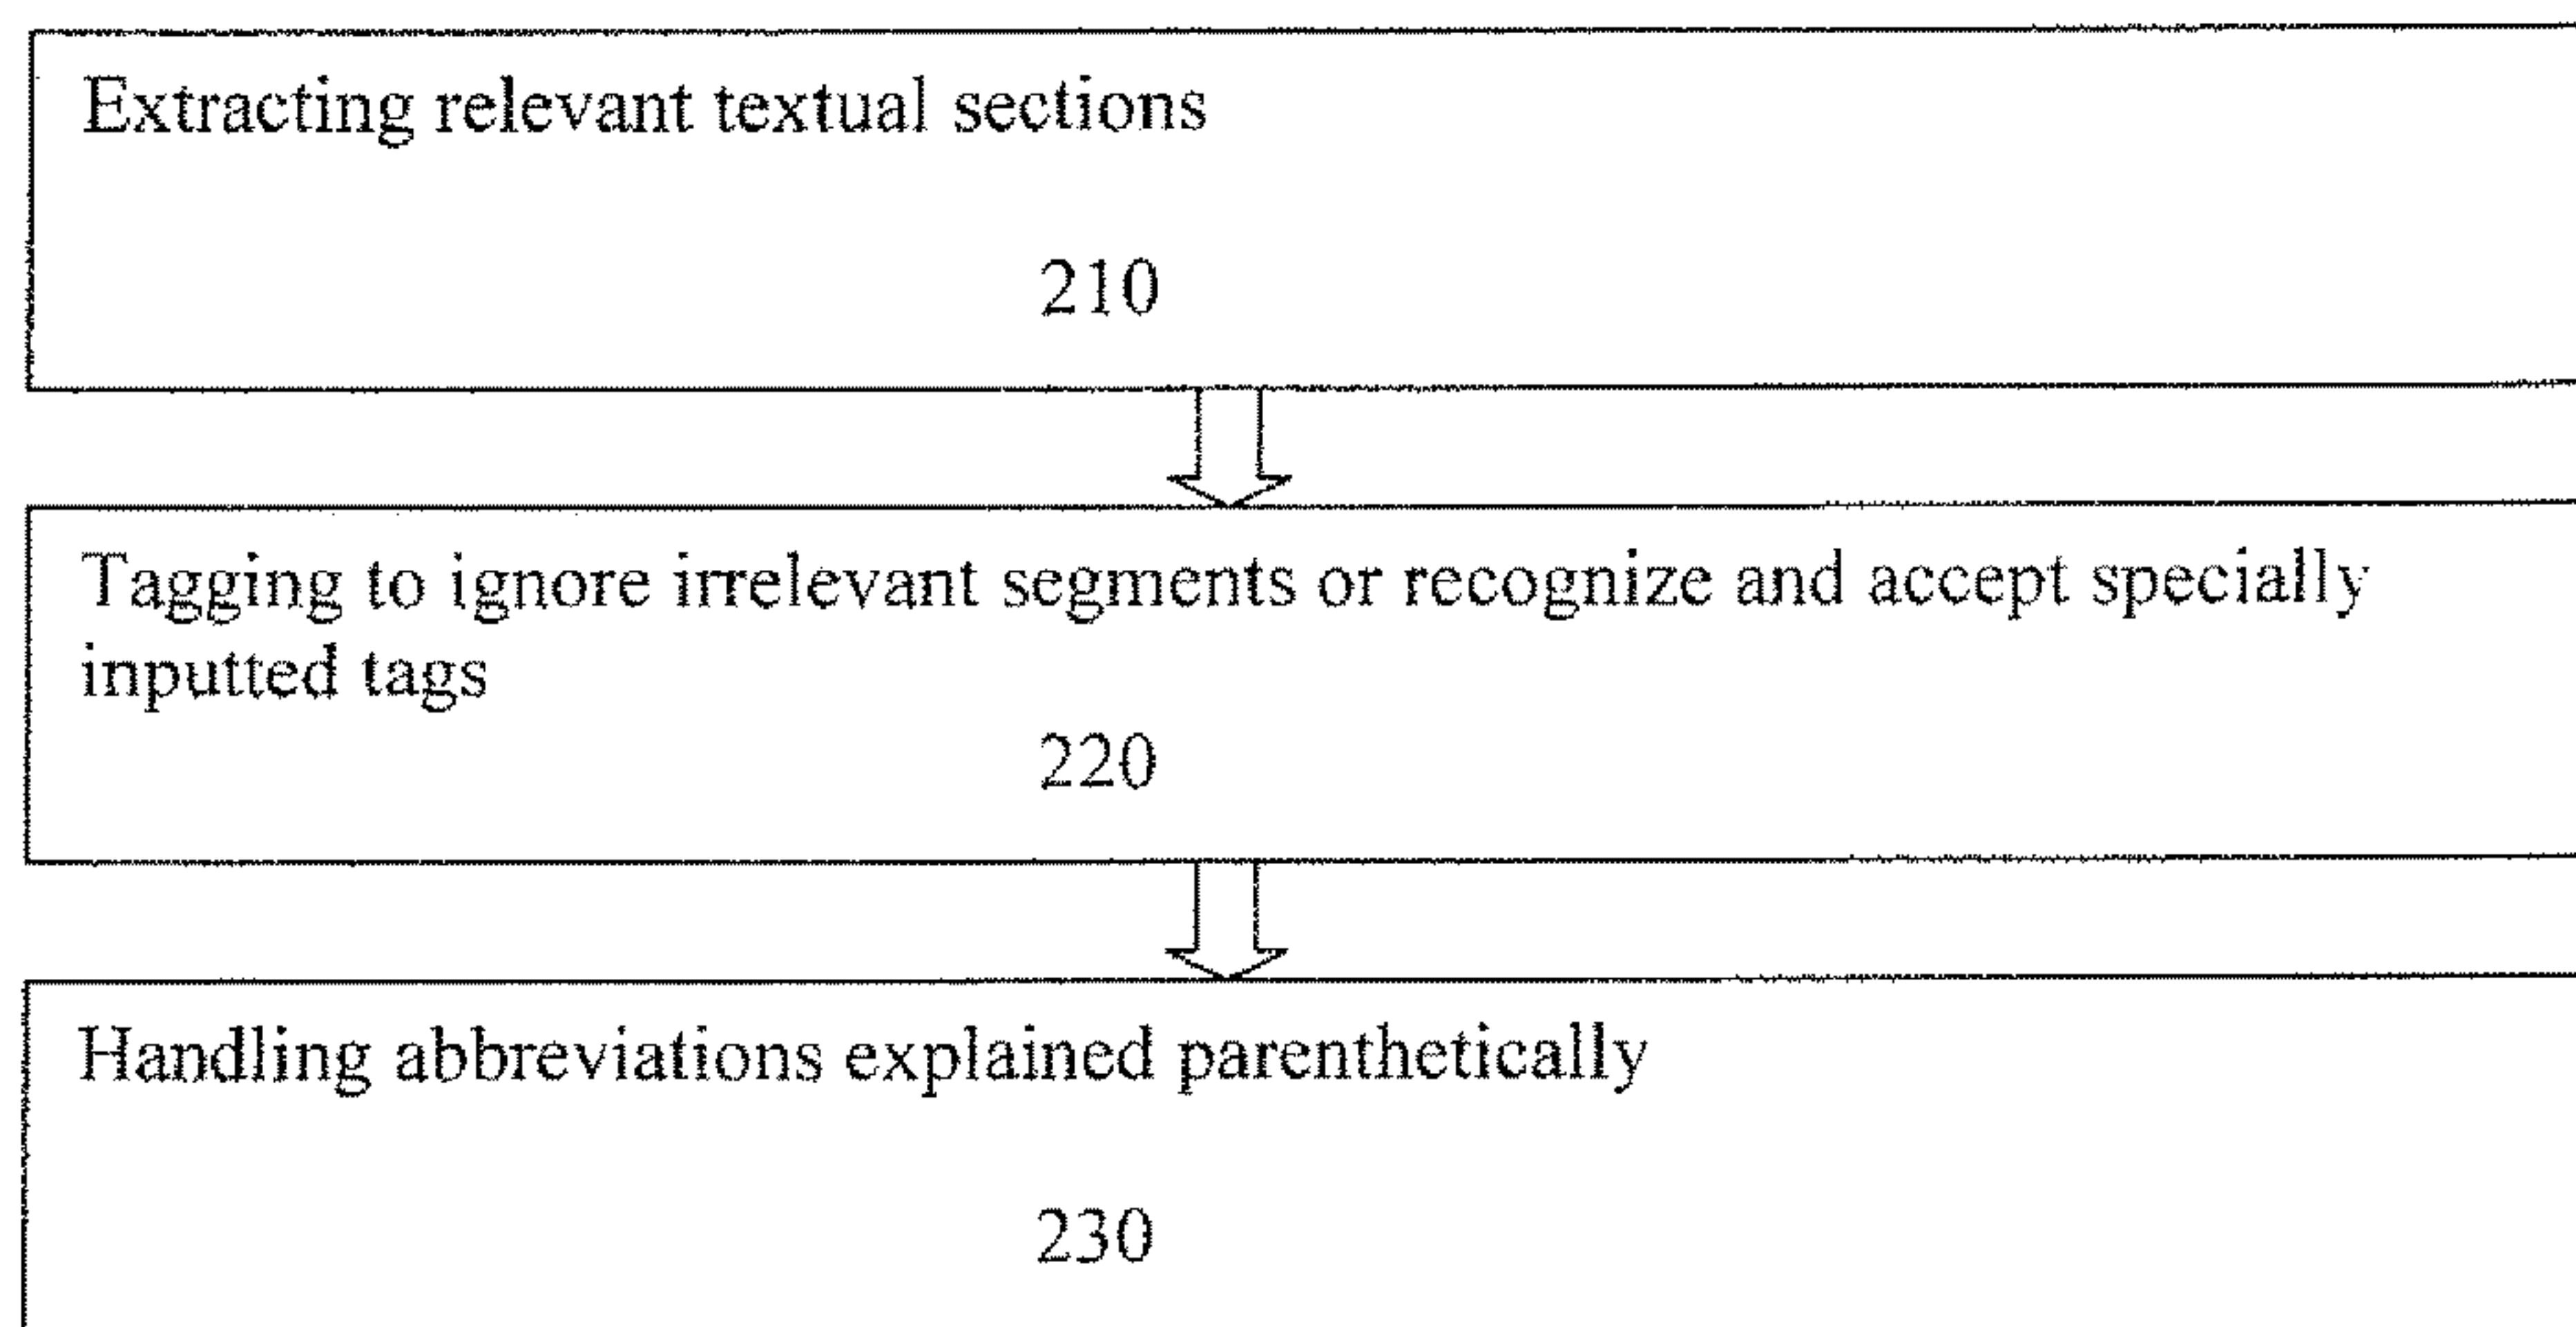 Extracting relevant textual sections
210
Tagging to ignore irrelevant segments or recognize and accept specially
inputted tags
220
Handling abbreviations explained parenthetically
230